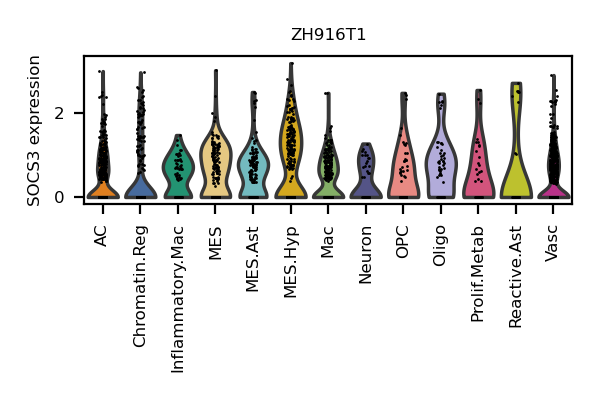 ZH916T1
SOCS3 expression
2
0
AC
Chromatin.Reg
Inflammatory.Mac
MES
MES.Ast
MES.Hyp
Mac
Neuron
OPC
Oligo
Prolif.Metab
Reactive.Ast
Vasc